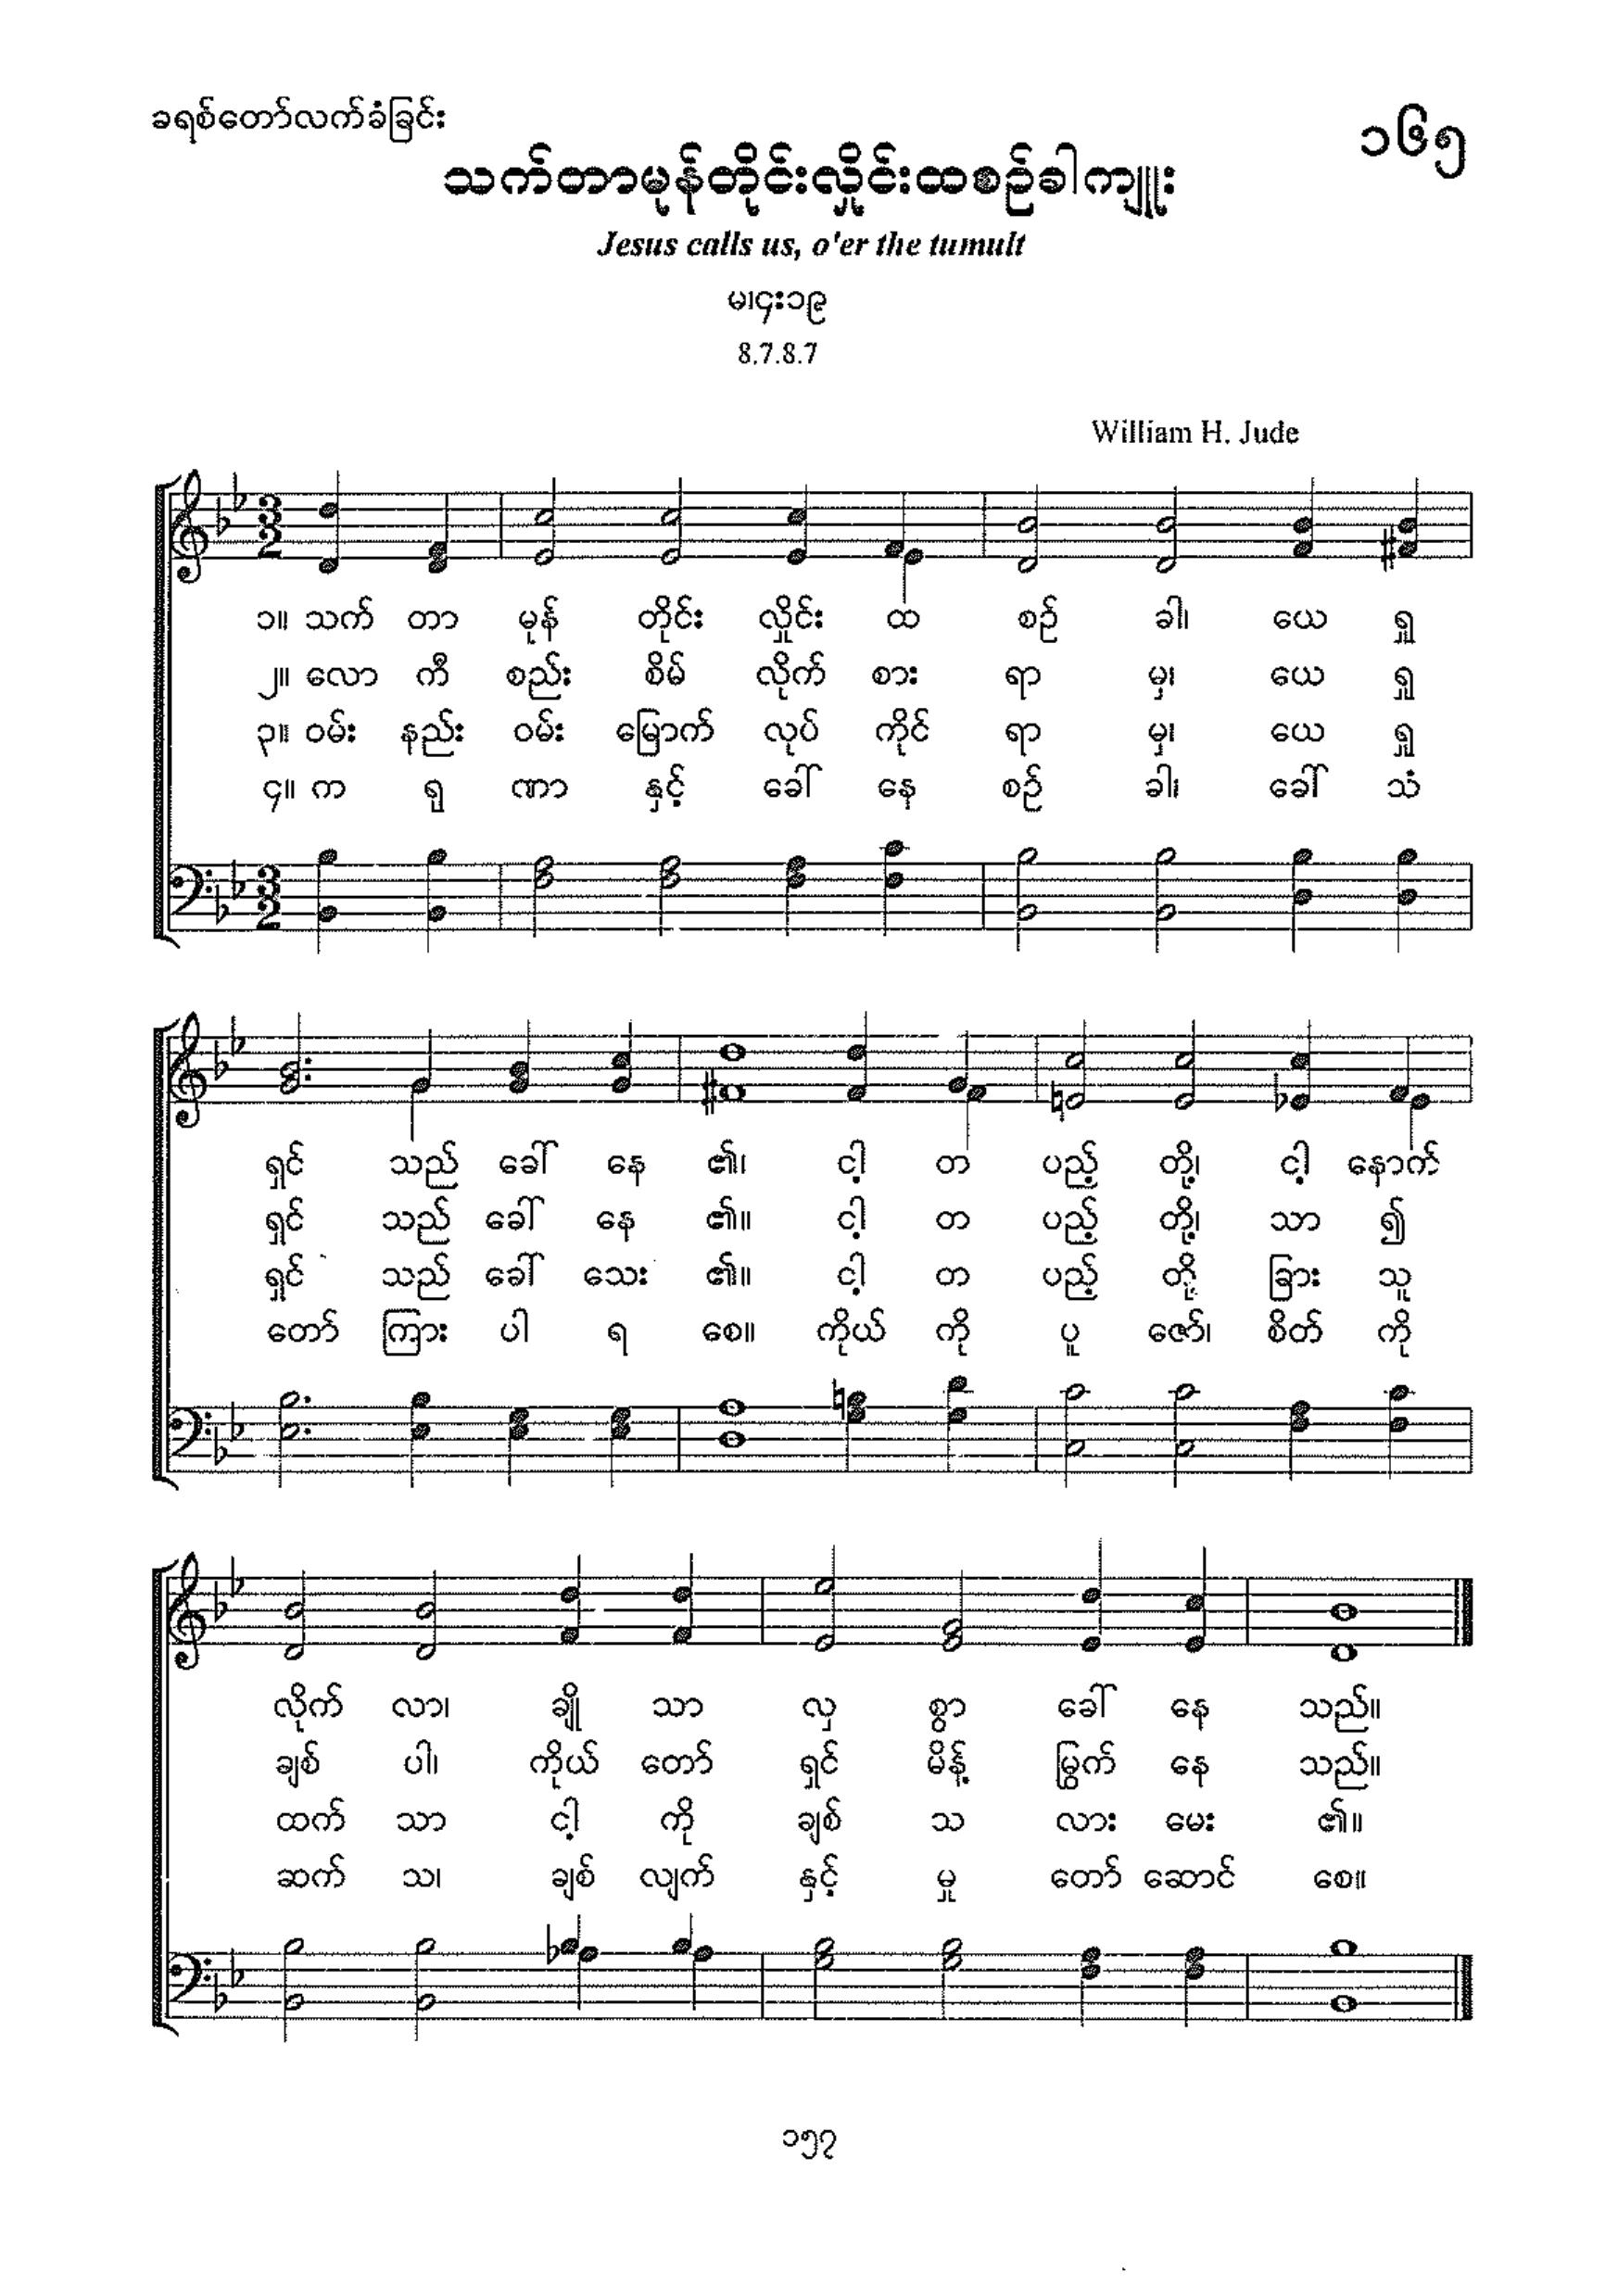 ခရစ်တော်လက်ခံခြင်း
၁၆၅
သက်တာမုန်တိုင်းလှိုင်းထစဉ်ခါကျူး
Jesus calls us, o'er the tumult
မ၊၄း၁၉
8.7.8.7
William H. Jude
၁။ သက် တာ မုန် တိုင်း လှိုင်း ထ စဉ် ခါ၊ ယေ ရှု
၂။ လော ကီ စည်း စိမ် လိုက် စား ရာ မှ၊ ယေ ရှု
၃။ ဝမ်း နည်း ဝမ်း မြောက် လုပ် ကိုင် ရာ မှ၊ ယေ ရှု
၄။ က ရု ဏာ နှင့် ခေါ် နေ စဉ် ခါ၊ ခေါ် သံ
ရှင် သည် ခေါ် နေ ၏၊ ငါ့ တ ပည့် တို့၊ ငါ့ နောက်
ရှင် သည် ခေါ် နေ ၏။ ငါ့ တ ပည့် တို့၊ သာ ၍
ရှင် သည် ခေါ် သေး ၏။ ငါ့ တ ပည့် တို့ ခြား သူ
တော် ကြား ပါ ရ စေ။ ကိုယ် ကို ပူ ဇော်၊ စိတ် ကို
လိုက် လာ၊ ချို သာ လှ စွာ ခေါ် နေ သည်။
ချစ် ပါ၊ ကိုယ် တော် ရှင် မိန့် မြွက် နေ သည်။
ထက် သာ ငါ့ ကို ချစ် သ လား မေး ၏။
ဆက် သ၊ ချစ် လျက် နှင့် မှု တော် ဆောင် စေ။
၁၅၇